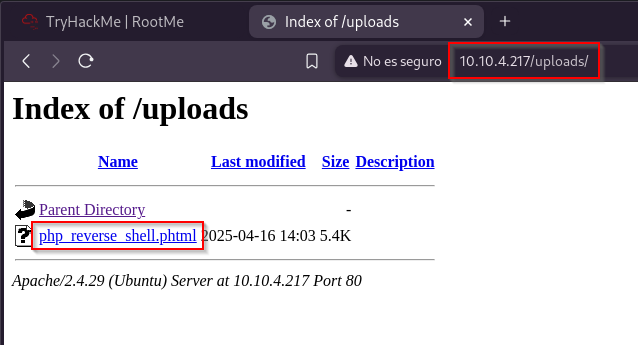 TryHackMe | RootMe
Index of /uploads
No es seguro
10.10.4.217/uploads/
Index of /uploads
Name Last modified Size Description
Parent Directory -
php_reverse_shell.phtml 2025-04-16 14:03 5.4K
Apache/2.4.29 (Ubuntu) Server at 10.10.4.217 Port 80